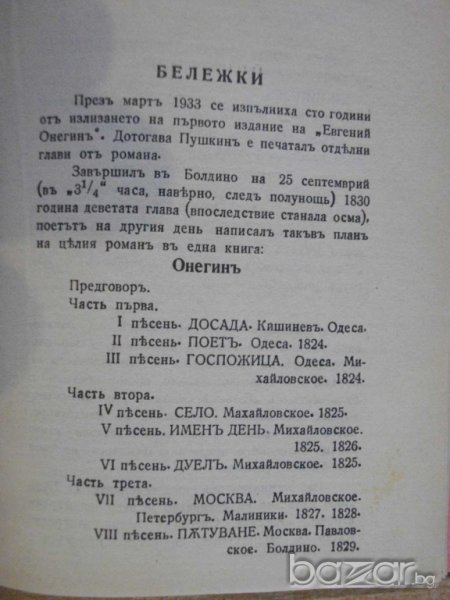 БЕЛЕЖКИ
Презъ мартъ 1933 се изпълниха сто години
отъ излизането на първото издание на „Евгений
Онегинъ“. Дотогава Пушкинъ е печаталъ отдѣлни
глави отъ романа.
Завършилъ въ Болдино на 25 септемврий
(въ „3¼“ часа, навѣрно, следъ полунощь) 1830
година деветата глава (впоследствие станала осма),
поетътъ на другия день написалъ такъвъ планъ
на цѣлия романъ въ една книга:
Онегинъ
Предговоръ.
Часть първа.
I пѣсень. ДОСАДА. Кишиневъ. Одеса.
II пѣсень. ПОЕТЪ. Одеса. 1824.
III пѣсень. ГОСПОЖИЦА. Одеса. Ми-
хайловское. 1824.
Часть втора.
IV пѣсень. СЕЛО. Махайловское. 1825.
V пѣсень. ИМЕНЪ ДЕНЬ. Михайловское.
1825. 1826.
VI пѣсень. ДУЕЛЪ. Михайловское. 1825.
Часть трета.
VII пѣсень. МОСКВА. Михайловское.
Петербургъ. Малиники. 1827. 1828.
VIII пѣсень. ПѪТУВАНЕ. Москва. Павлов-
ское. Болдино. 1829.
bazar.bg